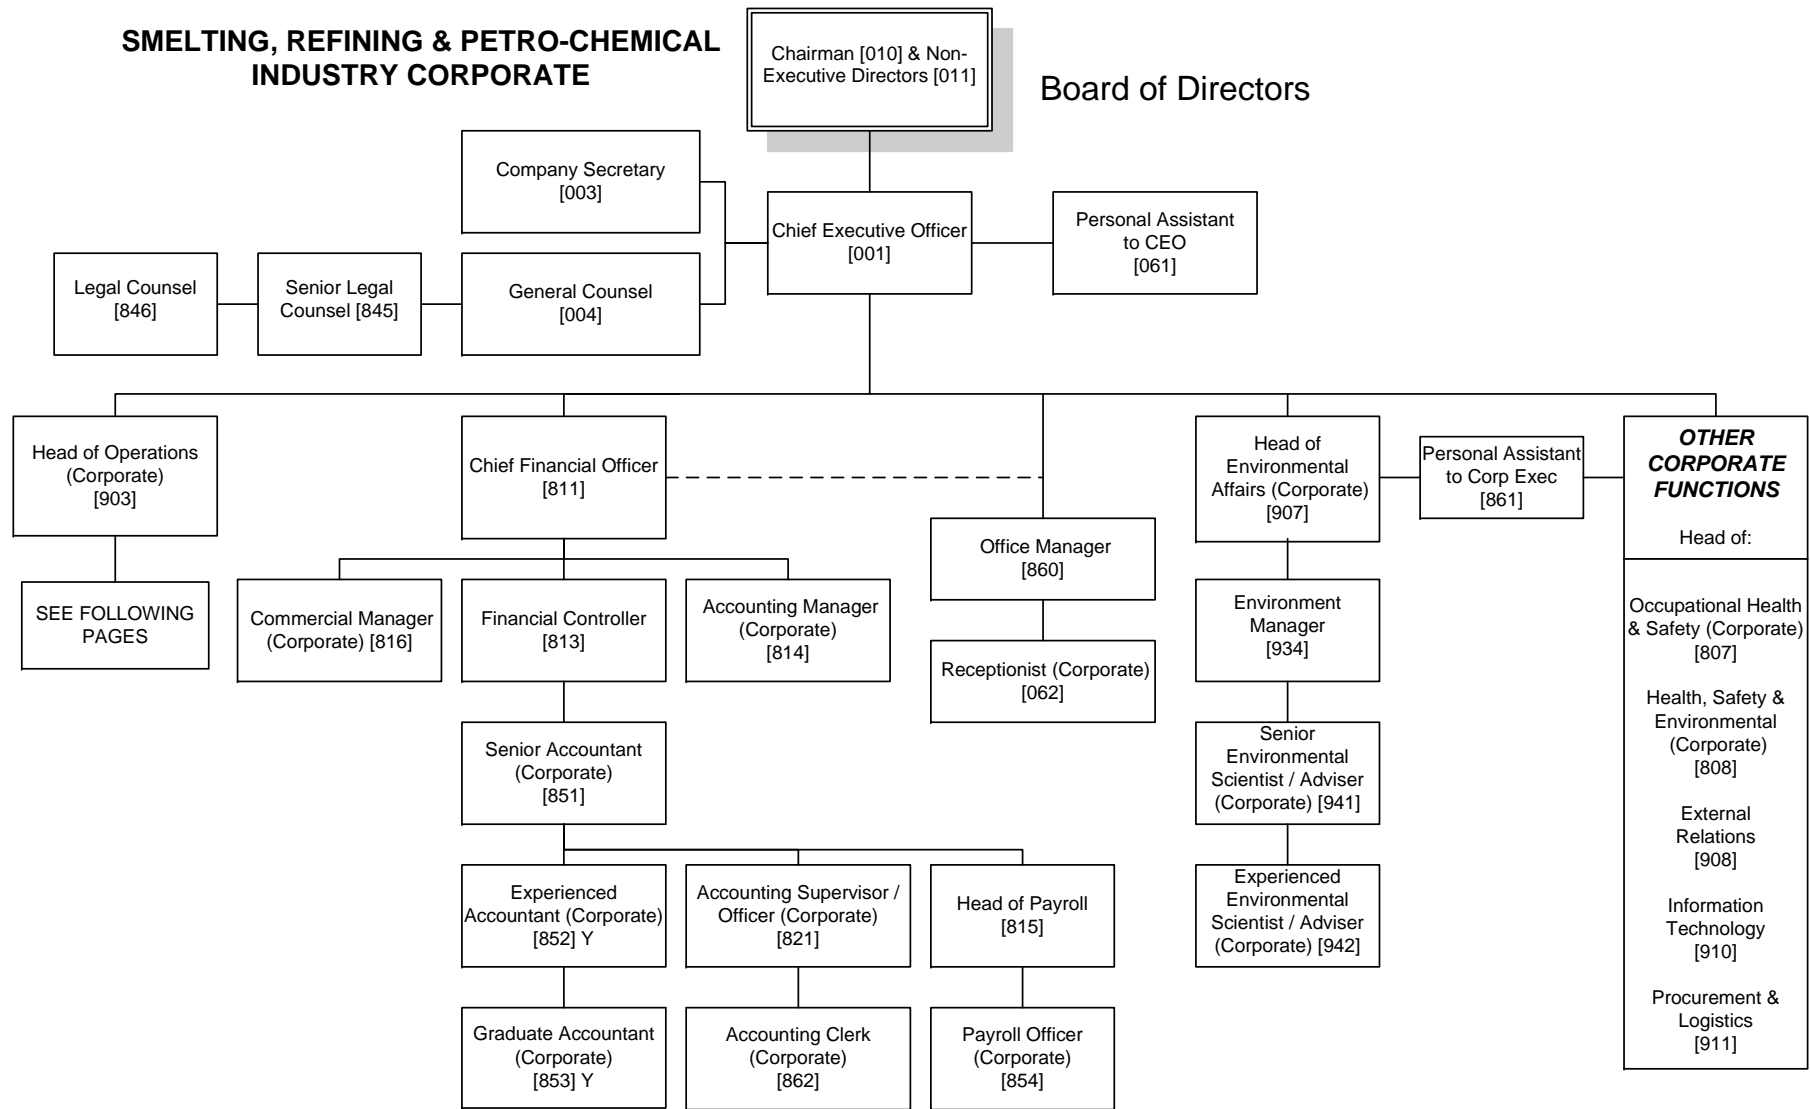 SMELTING, REFINING & PETRO-CHEMICAL
INDUSTRY CORPORATE
Chairman [010] & Non-
Executive Directors [011]
Board of Directors
Company Secretary
[003]
Chief Executive Officer
[001]
Personal Assistant
to CEO
[061]
Legal Counsel
[846]
Senior Legal
Counsel [845]
General Counsel
[004]
Head of Operations
(Corporate)
[903]
Chief Financial Officer
[811]
Head of
Environmental
Affairs (Corporate)
[907]
Personal Assistant
to Corp Exec
[861]
OTHER
CORPORATE
FUNCTIONS
Head of:
Office Manager
[860]
SEE FOLLOWING
PAGES
Commercial Manager
(Corporate) [816]
Financial Controller
[813]
Accounting Manager
(Corporate)
[814]
Receptionist (Corporate)
[062]
Environment
Manager
[934]
Occupational Health
& Safety (Corporate)
[807]
Health, Safety &
Environmental
(Corporate)
[808]
External
Relations
[908]
Information
Technology
[910]
Procurement &
Logistics
[911]
Senior Accountant
(Corporate)
[851]
Senior
Environmental
Scientist / Adviser
(Corporate) [941]
Experienced
Accountant (Corporate)
[852] Y
Accounting Supervisor /
Officer (Corporate)
[821]
Head of Payroll
[815]
Experienced
Environmental
Scientist / Adviser
(Corporate) [942]
Graduate Accountant
(Corporate)
[853] Y
Accounting Clerk
(Corporate)
[862]
Payroll Officer
(Corporate)
[854]